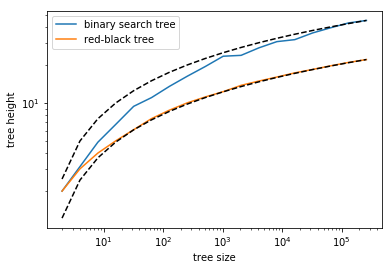 binary search tree
red-black tree
tree height
10¹
10¹
10²
10³
10⁴
10⁵
tree size